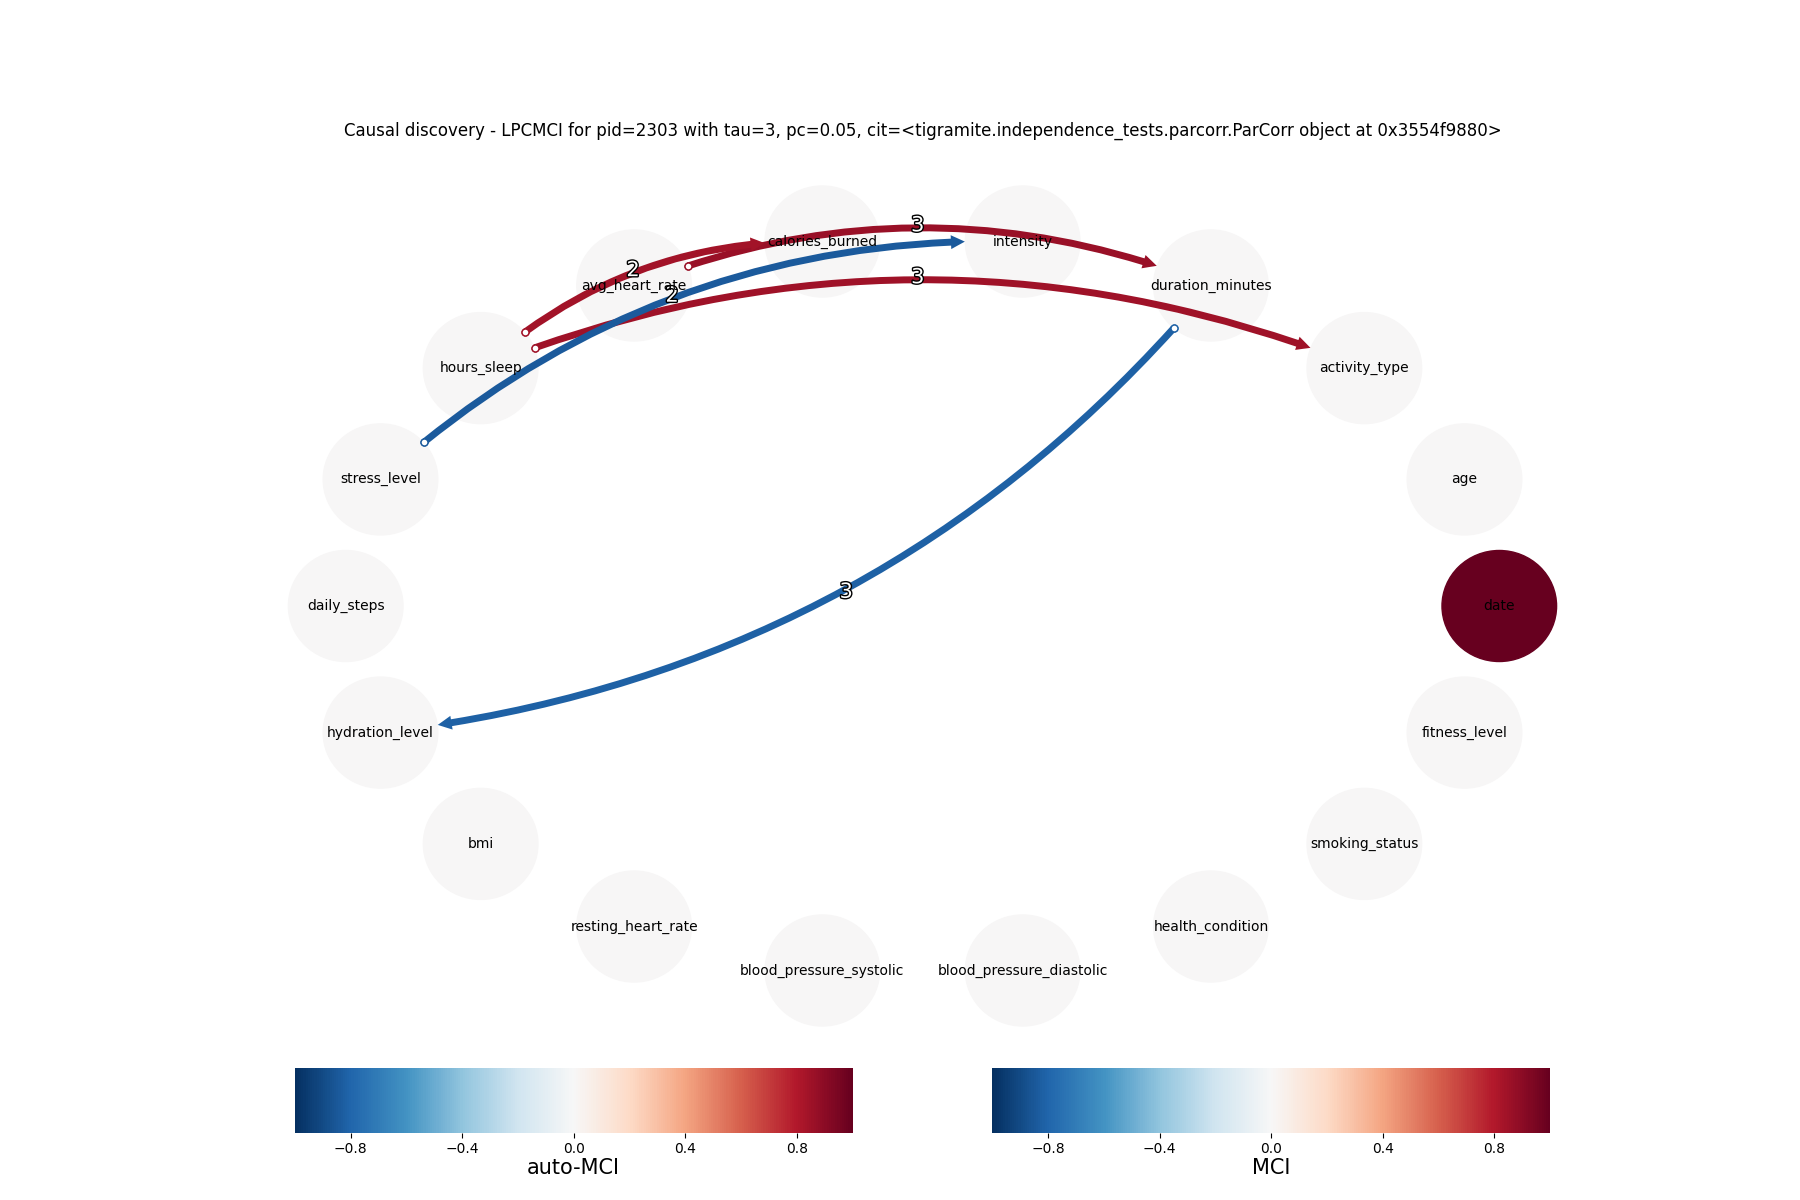 Causal discovery - LPCMCI for pid=2303 with tau=3, pc=0.05, cit=<tigramite.independence_tests.parcorr.ParCorr object at 0x3554f9880>
3
calories_burned
intensity
2
avg_heart_rate
2
3
duration_minutes
hours_sleep
activity_type
stress_level
age
3
daily_steps
date
hydration_level
fitness_level
bmi
smoking_status
resting_heart_rate
health_condition
blood_pressure_systolic
blood_pressure_diastolic
−0.8 −0.4 0.0 0.4 0.8
auto-MCI
−0.8 −0.4 0.0 0.4 0.8
MCI